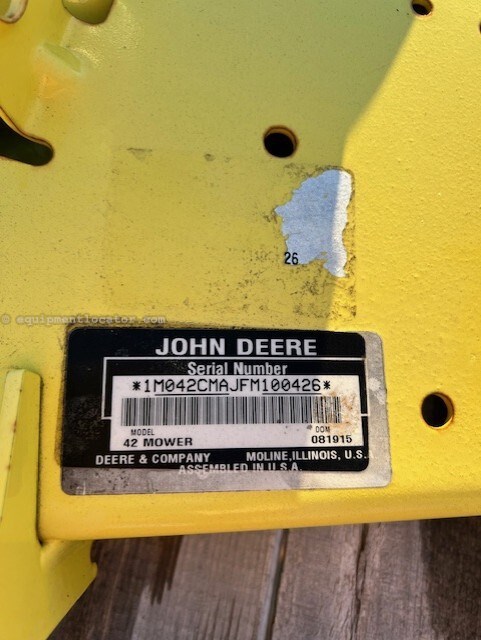 26
© equipmentlocator.com
JOHN DEERE
Serial Number
*1M042CMAJFM100426*
MODEL DOM
42 MOWER 081915
DEERE & COMPANY MOLINE, ILLINOIS, U.S.A
ASSEMBLED IN U.S.A.